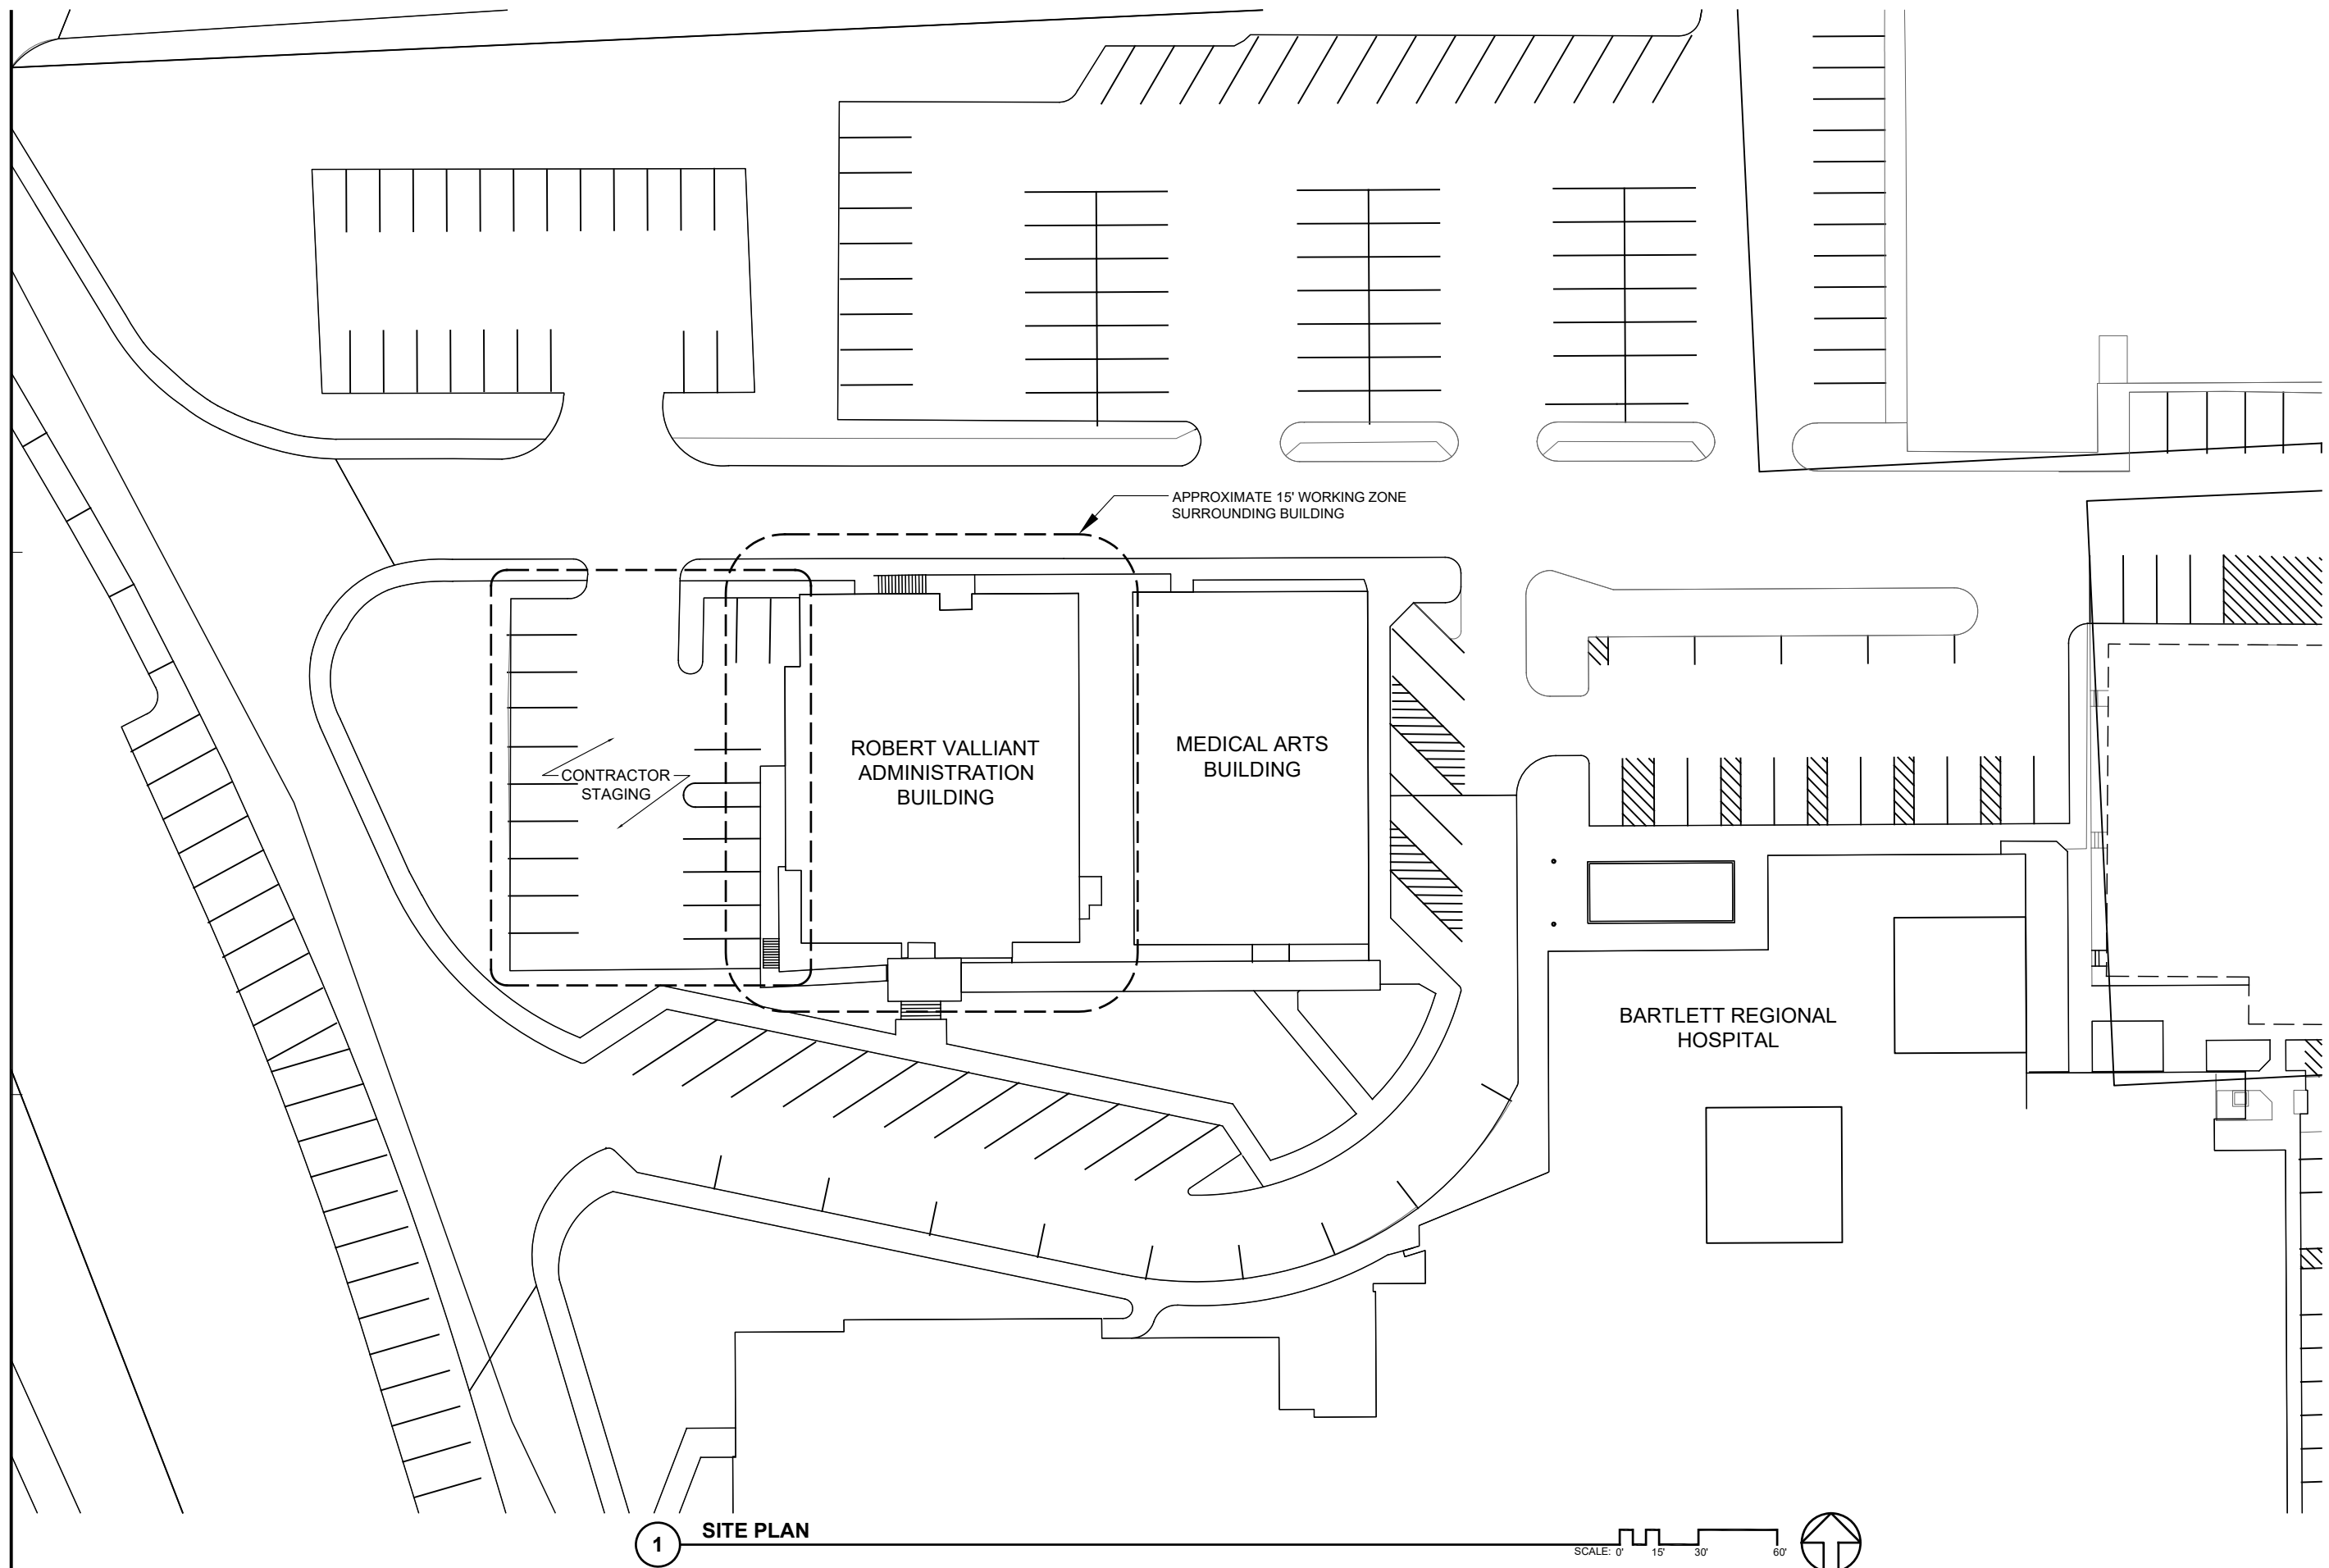 APPROXIMATE 15' WORKING ZONE
SURROUNDING BUILDING
ROBERT VALLIANT
ADMINISTRATION
BUILDING
MEDICAL ARTS
BUILDING
CONTRACTOR
STAGING
BARTLETT REGIONAL
HOSPITAL
1
SITE PLAN
SCALE: 0' 15' 30' 60'